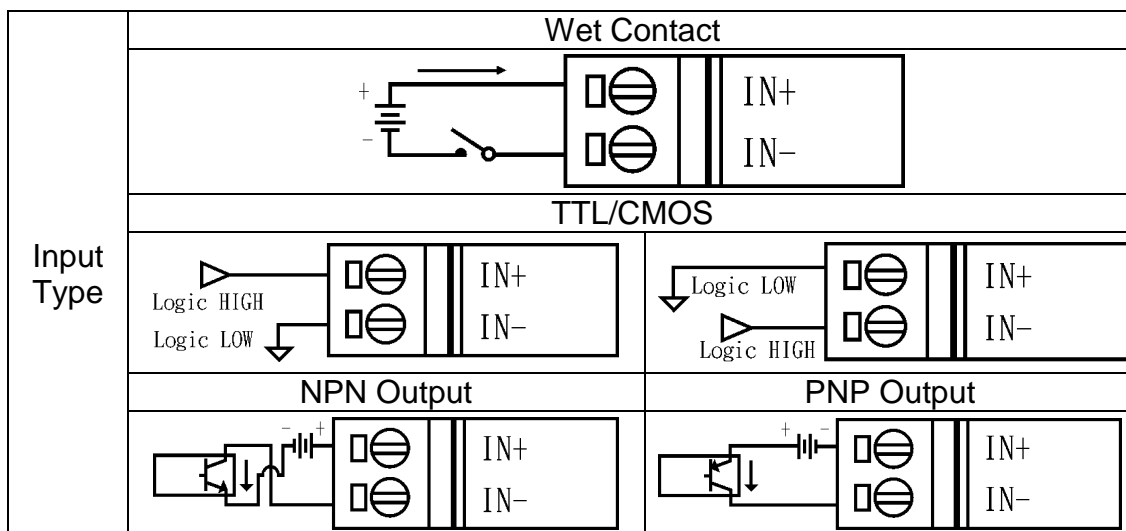 Input
Type
Wet Contact
+
-
IN+
IN-
TTL/CMOS
Logic HIGH
Logic LOW
IN+
IN-
Logic LOW
Logic HIGH
IN+
IN-
NPN Output
PNP Output
- +
IN+
IN-
+ -
IN+
IN-